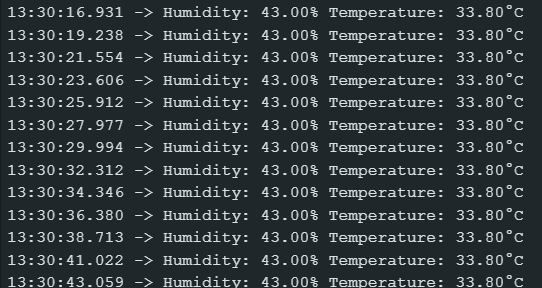 13:30:16.931 -> Humidity: 43.00% Temperature: 33.80°C
13:30:19.238 -> Humidity: 43.00% Temperature: 33.80°C
13:30:21.554 -> Humidity: 43.00% Temperature: 33.80°C
13:30:23.606 -> Humidity: 43.00% Temperature: 33.80°C
13:30:25.912 -> Humidity: 43.00% Temperature: 33.80°C
13:30:27.977 -> Humidity: 43.00% Temperature: 33.80°C
13:30:29.994 -> Humidity: 43.00% Temperature: 33.80°C
13:30:32.312 -> Humidity: 43.00% Temperature: 33.80°C
13:30:34.346 -> Humidity: 43.00% Temperature: 33.80°C
13:30:36.380 -> Humidity: 43.00% Temperature: 33.80°C
13:30:38.713 -> Humidity: 43.00% Temperature: 33.80°C
13:30:41.022 -> Humidity: 43.00% Temperature: 33.80°C
13:30:43.059 -> Humidity: 43.00% Temperature: 33.80°C